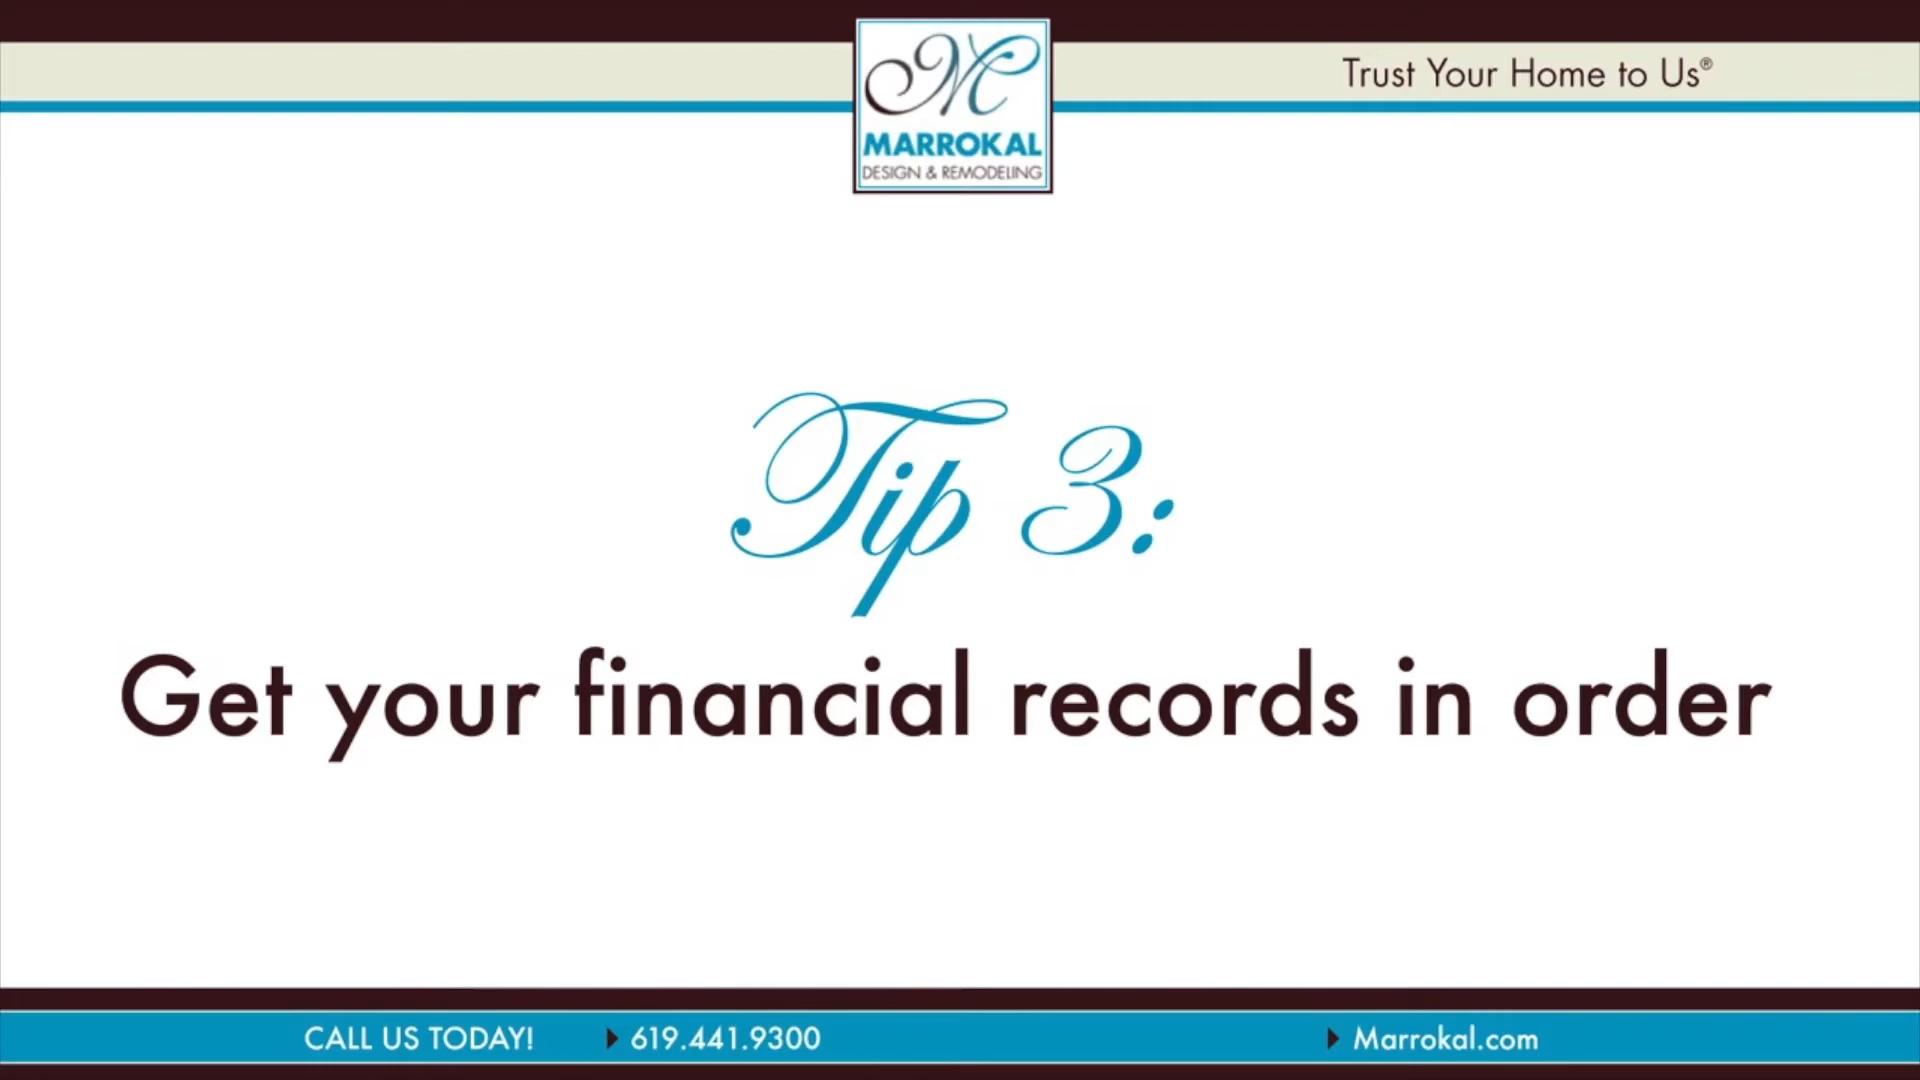 Trust Your Home to Us®
MARROKAL
DESIGN & REMODELING
Tip 3:
Get your financial records in order
CALL US TODAY! 619.441.9300 Marrokal.com